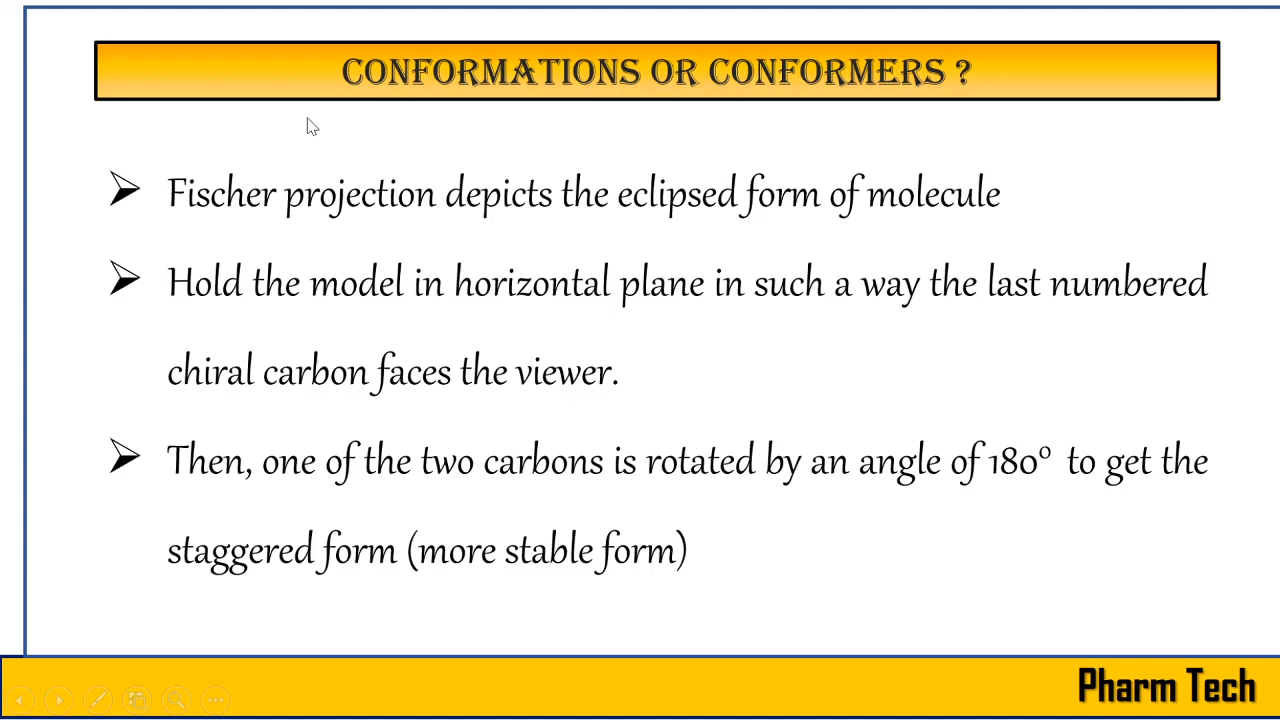 CONFORMATIONS OR CONFORMERS ?
Fischer projection depicts the eclipsed form of molecule
Hold the model in horizontal plane in such a way the last numbered
chiral carbon faces the viewer.
Then, one of the two carbons is rotated by an angle of 180° to get the
staggered form (more stable form)
Pharm Tech